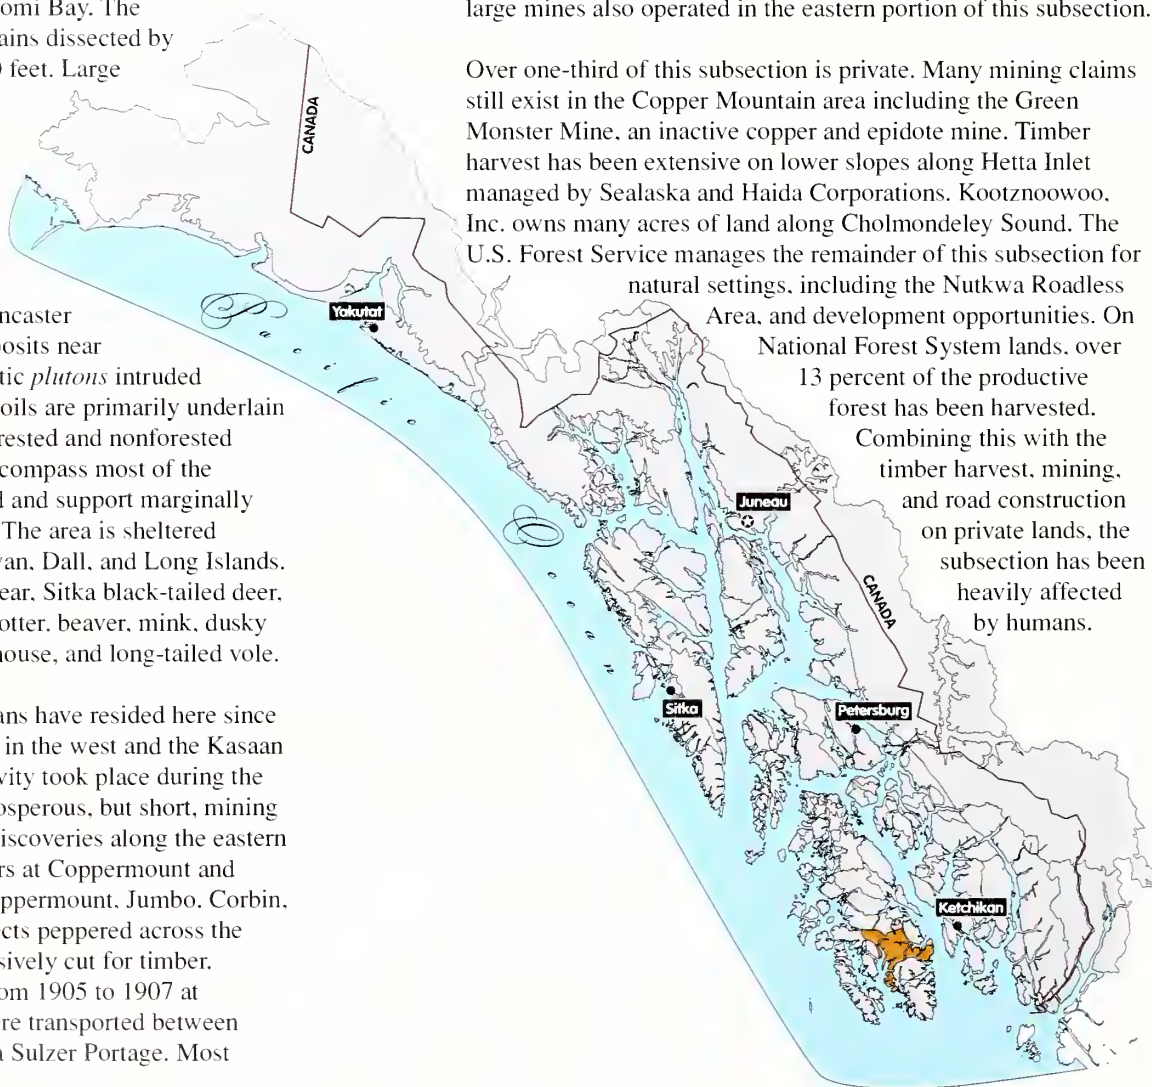 omi Bay. The
ains dissected by
0 feet. Large
ncaster
osits near
tic plutons intruded
oils are primarily underlain
rested and nonforested
compass most of the
d and support marginally
The area is sheltered
van, Dall, and Long Islands.
ear, Sitka black-tailed deer,
otter, beaver, mink, dusky
ouse, and long-tailed vole.
ans have resided here since
in the west and the Kasaan
vity took place during the
osperous, but short, mining
iscoveries along the eastern
rs at Coppermount and
ppermount, Jumbo, Corbin,
cts peppered across the
sively cut for timber.
om 1905 to 1907 at
re transported between
a Sulzer Portage. Most
large mines also operated in the eastern portion of this subsection.
Over one-third of this subsection is private. Many mining claims
still exist in the Copper Mountain area including the Green
Monster Mine, an inactive copper and epidote mine. Timber
harvest has been extensive on lower slopes along Hetta Inlet
managed by Sealaska and Haida Corporations. Kootznoowoo,
Inc. owns many acres of land along Cholmondeley Sound. The
U.S. Forest Service manages the remainder of this subsection for
natural settings, including the Nutkwa Roadless
Area, and development opportunities. On
National Forest System lands, over
13 percent of the productive
forest has been harvested.
Combining this with the
timber harvest, mining,
and road construction
on private lands, the
subsection has been
heavily affected
by humans.
CANADA
Yakutat
Pacific
Ocean
Juneau
CANADA
Sitka
Petersburg
Ketchikan